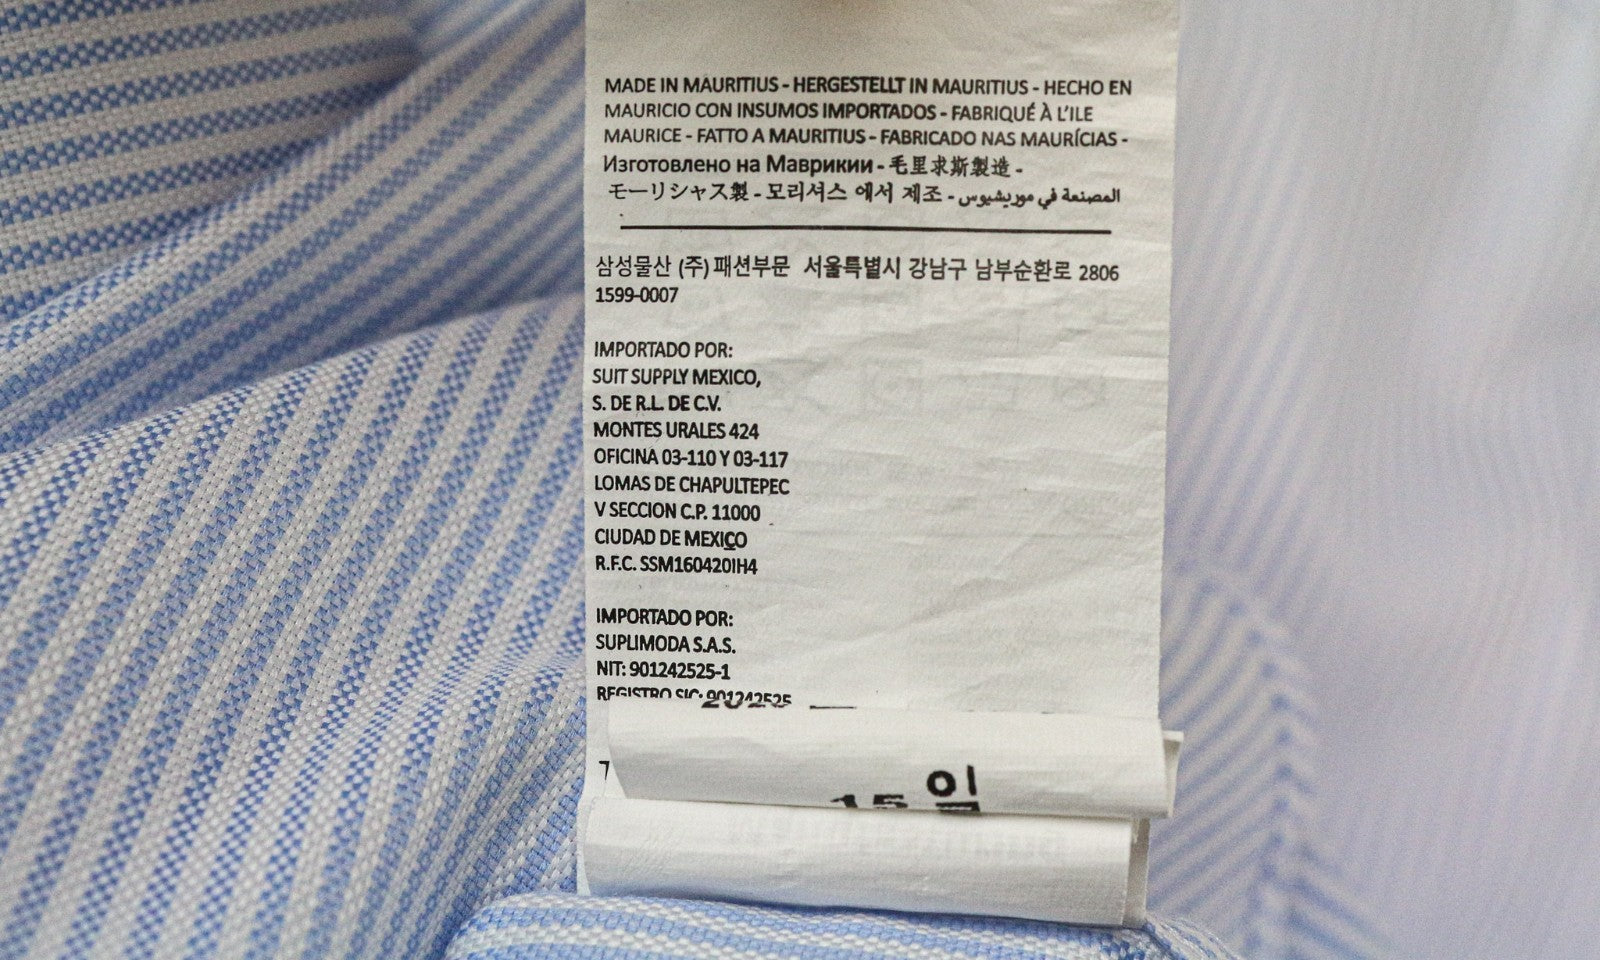 MADE IN MAURITIUS - HERGESTELLT IN MAURITIUS - HECHO EN
MAURICIO CON INSUMOS IMPORTADOS - FABRIQUÉ À L'ILE
MAURICE - FATTO A MAURITIUS - FABRICADO NAS MAURÍCIAS -
Изготовлено на Маврикии - 毛里求斯製造 -
モーリシャス製 - 모리셔스 에서 제조 - المصنعة في موريشيوس
삼성물산 (주) 패션부문 서울특별시 강남구 남부순환로 2806
1599-0007
IMPORTADO POR:
SUIT SUPPLY MEXICO,
S. DE R.L. DE C.V.
MONTES URALES 424
OFICINA 03-110 Y 03-117
LOMAS DE CHAPULTEPEC
V SECCION C.P. 11000
CIUDAD DE MEXICO
R.F.C. SSM160420IH4
IMPORTADO POR:
SUPLIMODA S.A.S.
NIT: 901242525-1
REGISTRO SIC: 901242525
15 일